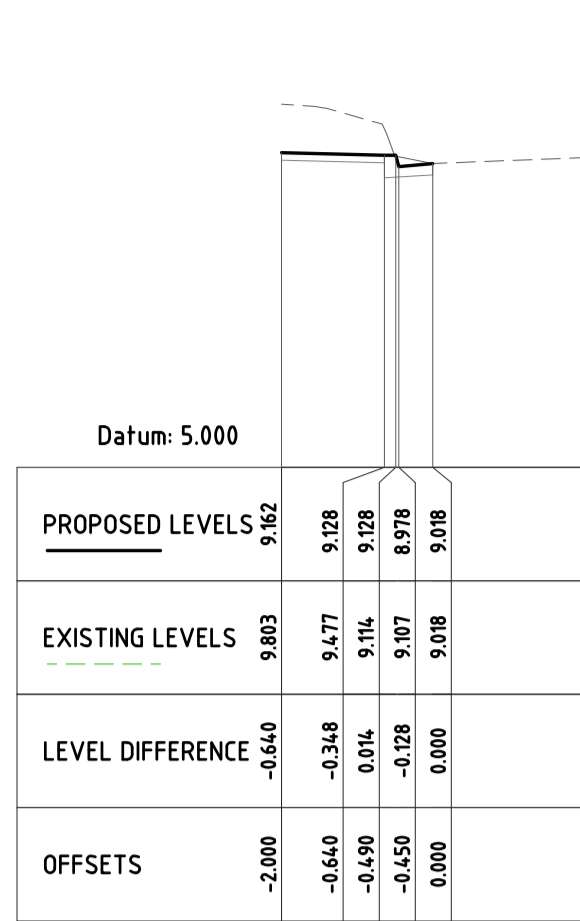 Datum: 5.000
PROPOSED LEVELS 9.162 9.128 9.128 8.978 9.018
EXISTING LEVELS 9.803 9.477 9.114 9.107 9.018
LEVEL DIFFERENCE -0.640 -0.348 0.014 -0.128 0.000
OFFSETS -2.000 -0.640 -0.490 -0.450 0.000